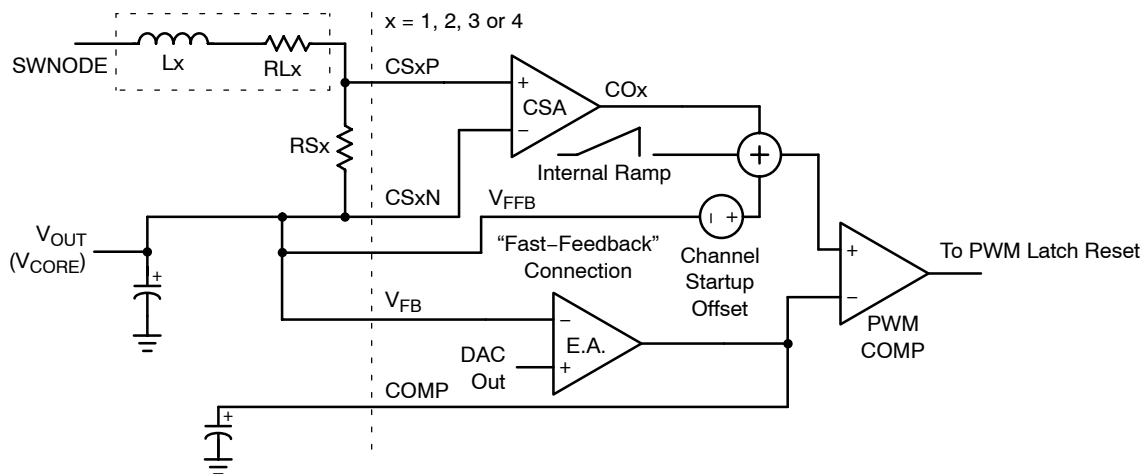 x = 1, 2, 3 or 4
SWNODE
Lx
RLx
CSxP
CSA
+
−
COx
RSx
Internal Ramp
+
CSxN
VFFB
− +
VOUT
(VCORE)
+
“Fast−Feedback”
Connection
Channel
Startup
Offset
+
−
To PWM Latch Reset
PWM
COMP
VFB
−
E.A.
+
DAC
Out
COMP
+